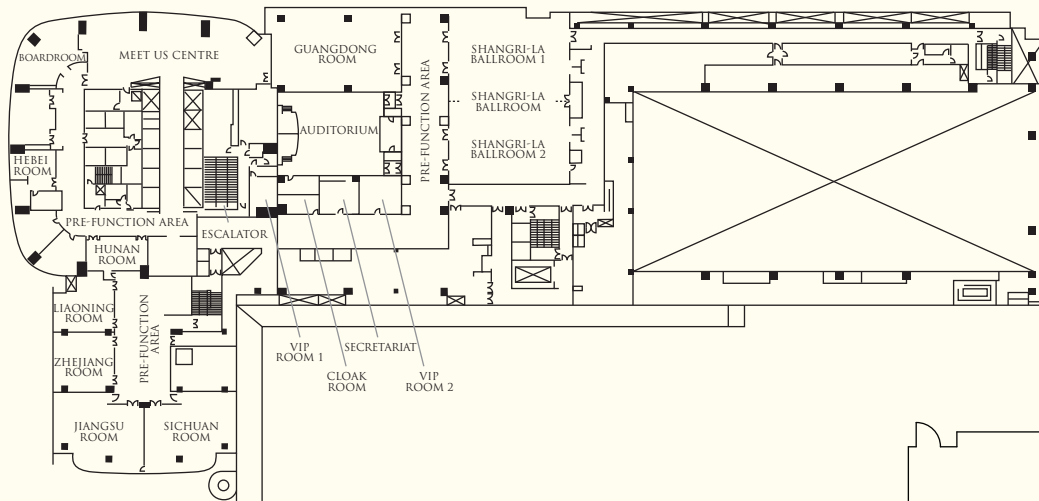 GUANGDONG
ROOM
MEET US CENTRE
BOARDROOM
SHANGRI-LA
BALLROOM 1
SHANGRI-LA
BALLROOM
SHANGRI-LA
BALLROOM 2
PRE-FUNCTION AREA
AUDITORIUM
HEBEI
ROOM
PRE-FUNCTION AREA
ESCALATOR
HUNAN
ROOM
LIAONING
ROOM
PRE-FUNCTION
AREA
ZHEJIANG
ROOM
VIP
ROOM 1
SECRETARIAT
CLOAK
ROOM
VIP
ROOM 2
JIANGSU
ROOM
SICHUAN
ROOM